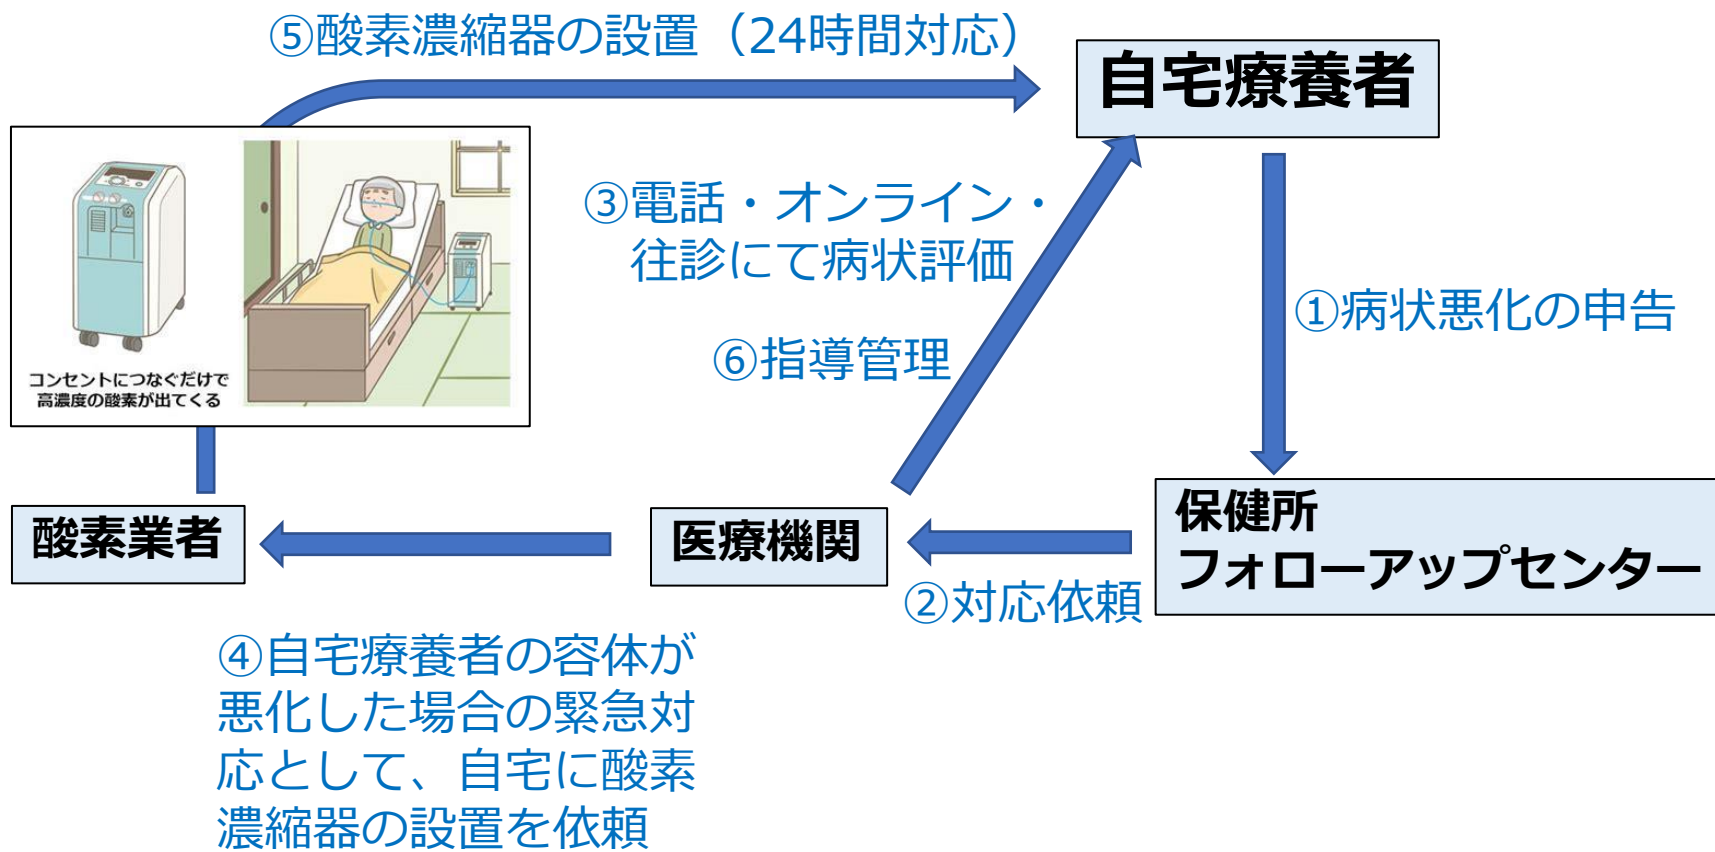 ⑤酸素濃縮器の設置（24時間対応）
自宅療養者
③電話・オンライン・
往診にて病状評価
①病状悪化の申告
⑥指導管理
コンセントにつなぐだけで
高濃度の酸素が出てくる
酸素業者
医療機関
保健所
フォローアップセンター
②対応依頼
④自宅療養者の容体が
悪化した場合の緊急対
応として、自宅に酸素
濃縮器の設置を依頼